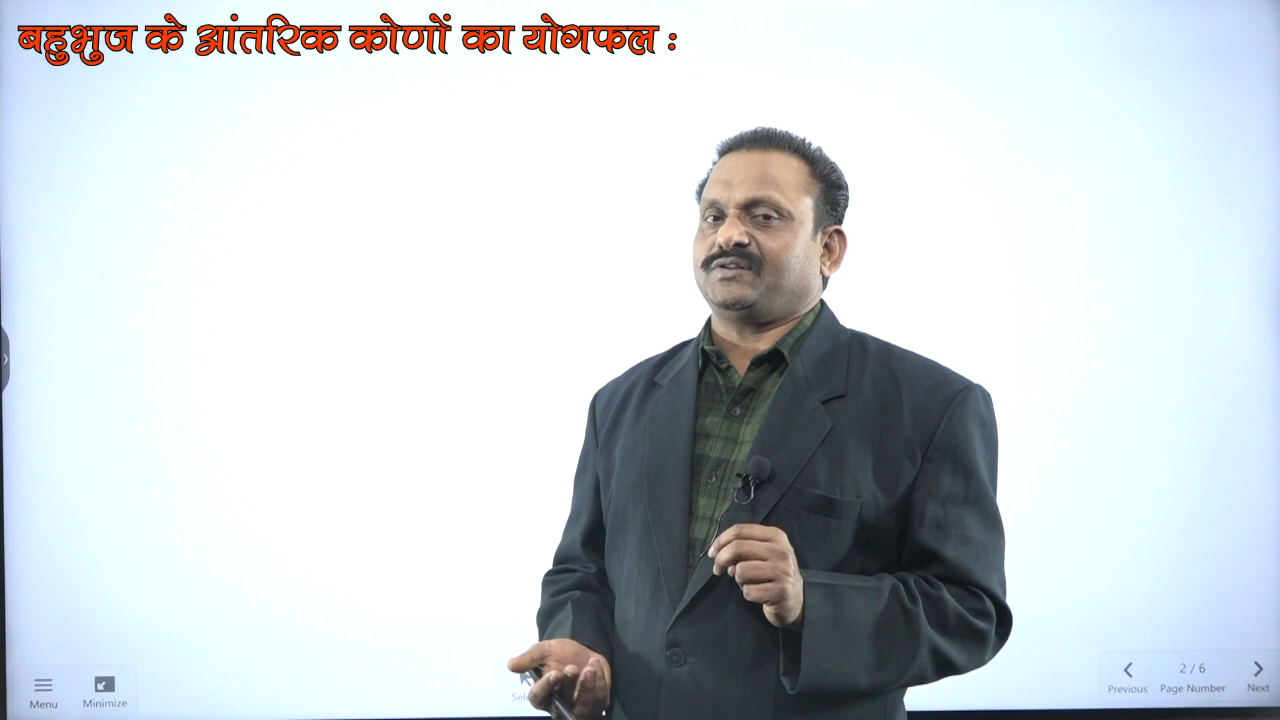 बहुभुज के आंतरिक कोणों का योगफल :
Menu
Minimize
Previous
2 / 6
Page Number
Next